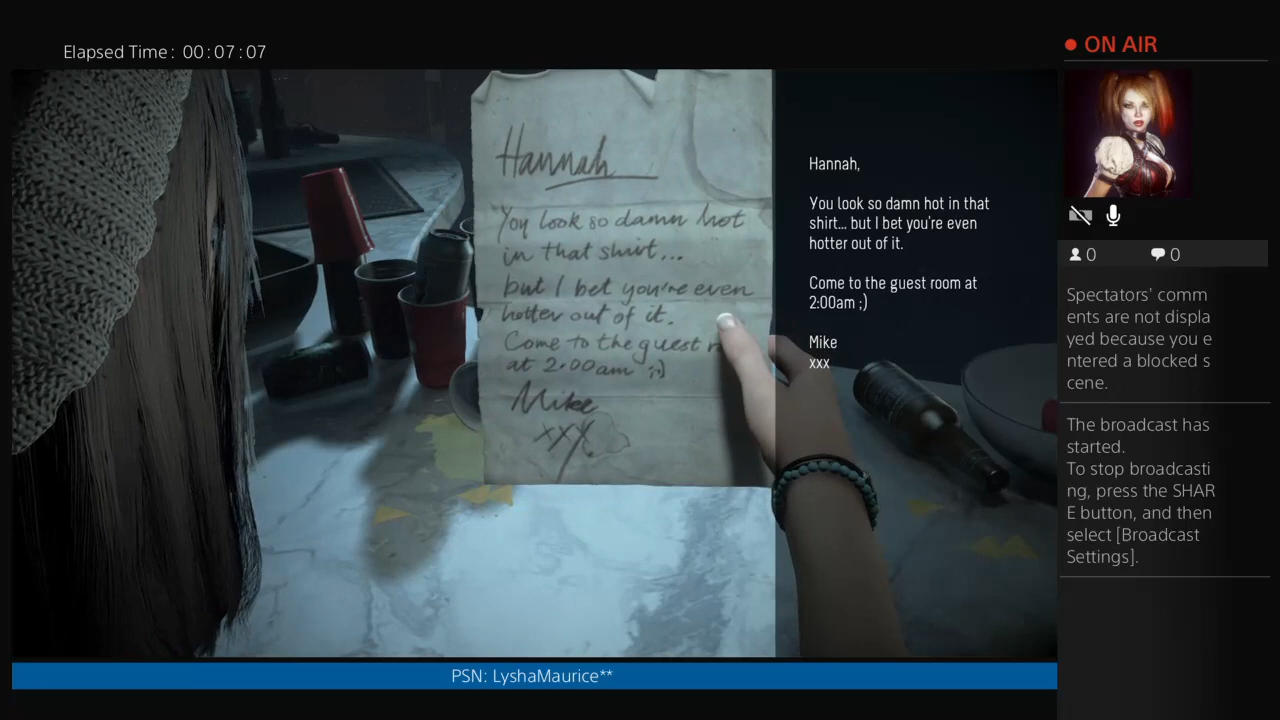 Elapsed Time: 00:07:07
ON AIR
Hannah
You look so damn hot
in that shirt...
but I bet you're even
hotter out of it.
Come to the guest
at 2:00am ;)
Mike
xxx
Hannah,
You look so damn hot in that
shirt... but I bet you're even
hotter out of it.
Come to the guest room at
2:00am ;)
Mike
xxx
0
0
Spectators' comm
ents are not displa
yed because you e
ntered a blocked s
cene.
The broadcast has
started.
To stop broadcasti
ng, press the SHAR
E button, and then
select [Broadcast
Settings].
PSN: LyshaMaurice**